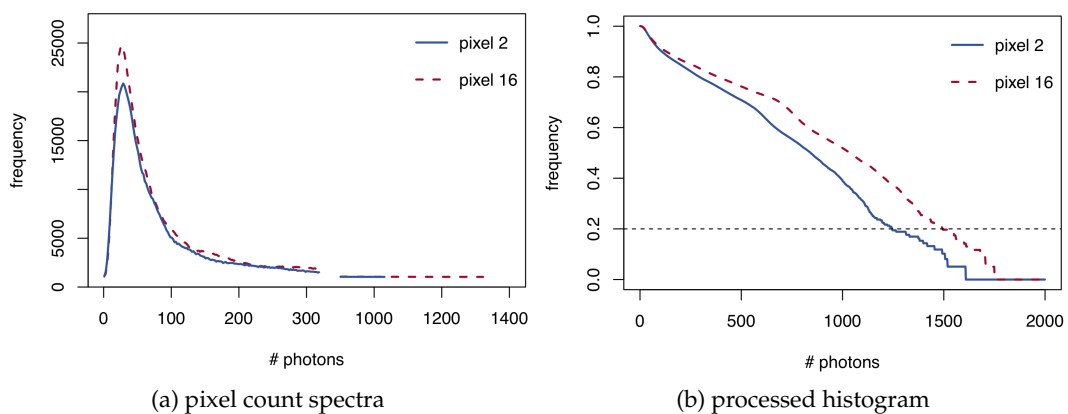 25000
15000
5000
0
frequency
pixel 2
pixel 16
0 100 200 300 1000 1200 1400
# photons
(a) pixel count spectra
1.0
0.8
0.6
0.4
0.2
0.0
frequency
pixel 2
pixel 16
0 500 1000 1500 2000
# photons
(b) processed histogram